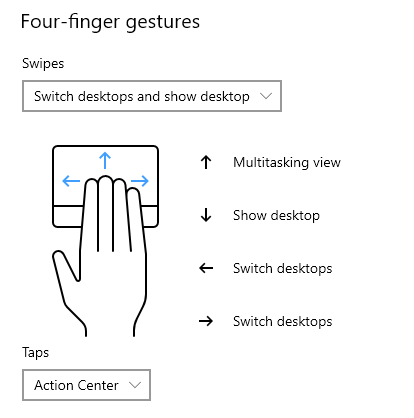 Four-finger gestures
Swipes
Switch desktops and show desktop
Multitasking view
Show desktop
Switch desktops
Switch desktops
Taps
Action Center